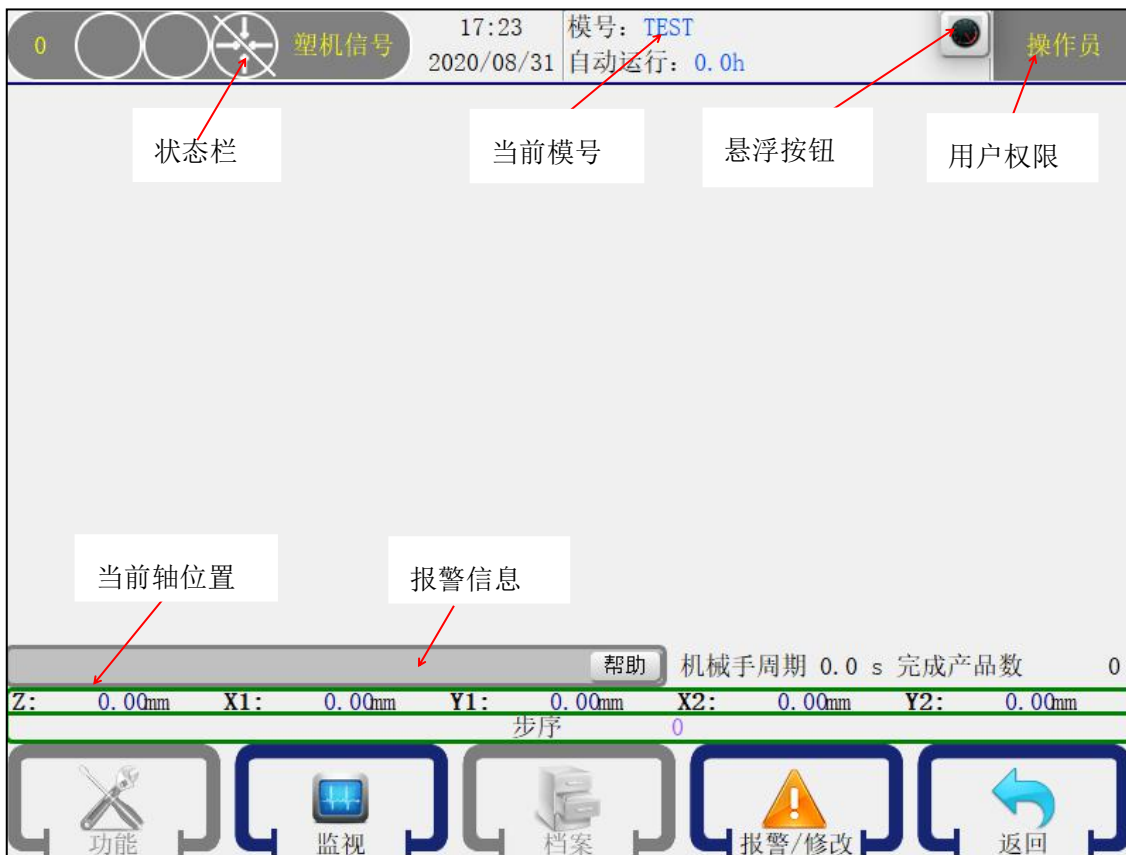 0 塑机信号 17:23 模号: TEST
2020/08/31 自动运行: 0.0h 操作员
状态栏 当前模号 悬浮按钮 用户权限
当前轴位置 报警信息
帮助 机械手周期 0.0 s 完成产品数 0
Z: 0.00mm X1: 0.00mm Y1: 0.00mm X2: 0.00mm Y2: 0.00mm
步序 0
功能 监视 档案 报警/修改 返回